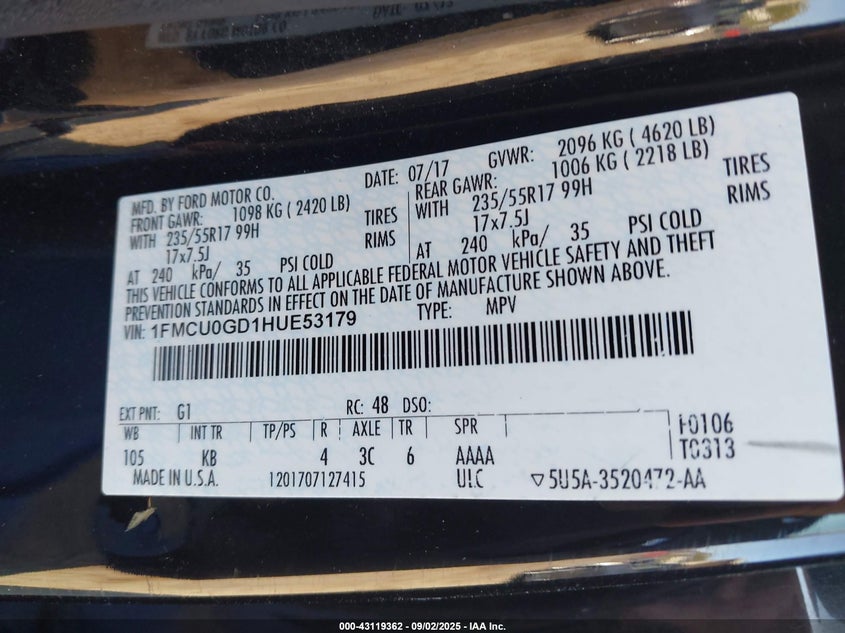 MFD. BY FORD MOTOR CO. DATE: 07/17 GVWR: 2096 KG ( 4620 LB)
FRONT GAWR: 1098 KG ( 2420 LB) REAR GAWR: 1006 KG ( 2218 LB)
WITH 235/55R17 99H TIRES WITH 235/55R17 99H TIRES
17x7.5J RIMS 17x7.5J RIMS
AT 240 kPa/ 35 PSI COLD AT 240 kPa/ 35 PSI COLD
THIS VEHICLE CONFORMS TO ALL APPLICABLE FEDERAL MOTOR VEHICLE SAFETY AND THEFT
PREVENTION STANDARDS IN EFFECT ON THE DATE OF MANUFACTURE SHOWN ABOVE.
VIN: 1FMCU0GD1HUE53179 TYPE: MPV
EXT PNT: G1 RC: 48 DSO:
WB INT TR TP/PS R AXLE TR SPR F0106
105 KB 4 3C 6 AAAA T0313
MADE IN U.S.A. 1201707127415 ULC ▽5U5A-3520472-AA
000-43119362 - 09/02/2025 - IAA Inc.